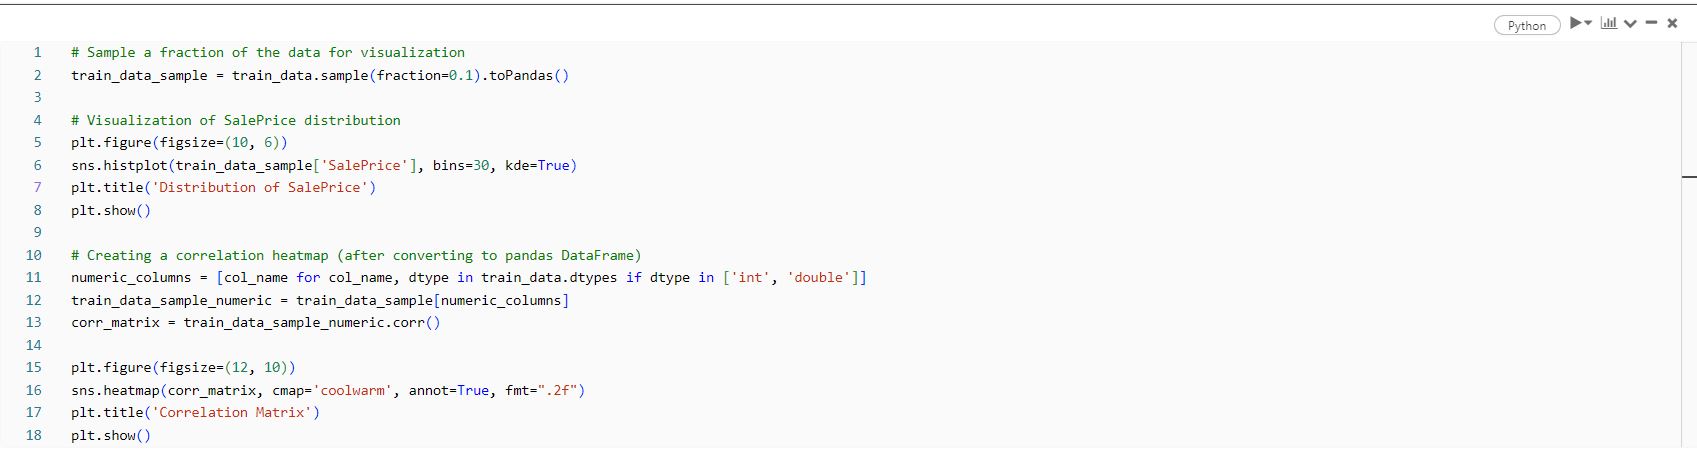 Python
1 # Sample a fraction of the data for visualization
2 train_data_sample = train_data.sample(fraction=0.1).toPandas()
3
4 # Visualization of SalePrice distribution
5 plt.figure(figsize=(10, 6))
6 sns.histplot(train_data_sample['SalePrice'], bins=30, kde=True)
7 plt.title('Distribution of SalePrice')
8 plt.show()
9
10 # Creating a correlation heatmap (after converting to pandas DataFrame)
11 numeric_columns = [col_name for col_name, dtype in train_data.dtypes if dtype in ['int', 'double']]
12 train_data_sample_numeric = train_data_sample[numeric_columns]
13 corr_matrix = train_data_sample_numeric.corr()
14
15 plt.figure(figsize=(12, 10))
16 sns.heatmap(corr_matrix, cmap='coolwarm', annot=True, fmt=".2f")
17 plt.title('Correlation Matrix')
18 plt.show()